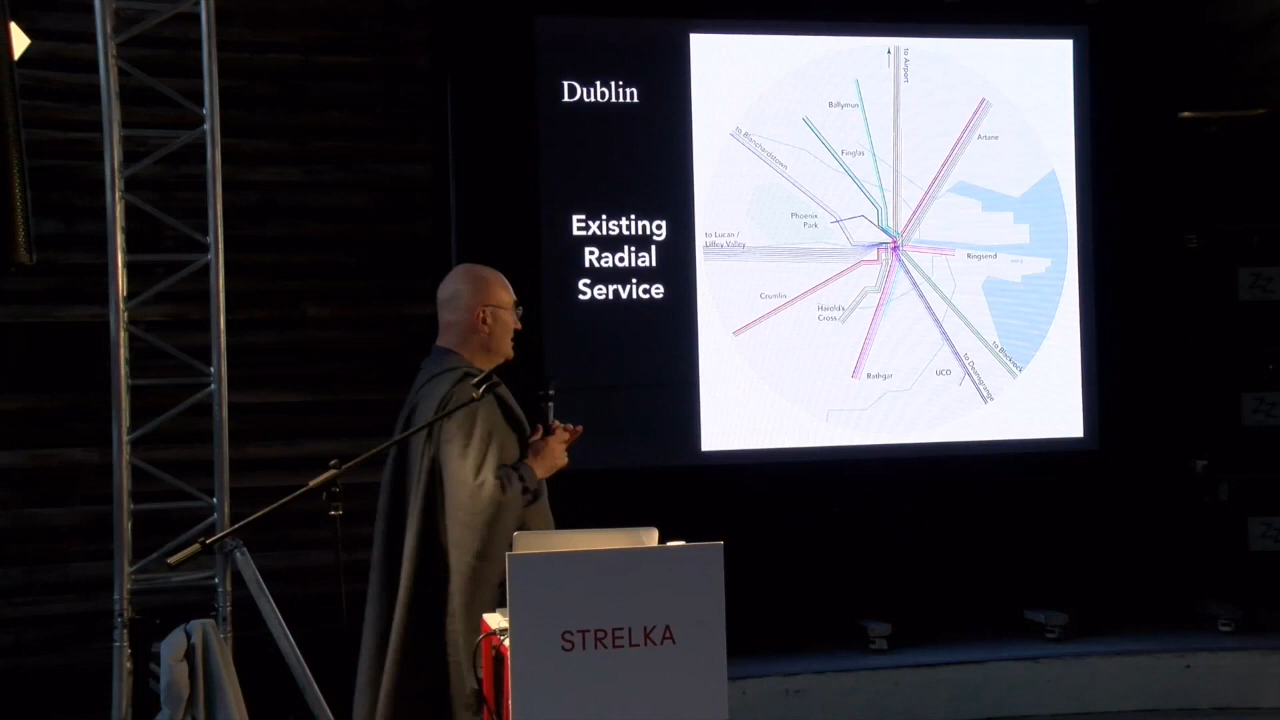 Dublin
Existing
Radial
Service
to Airport
Ballymun
Artane
to Blanchardstown
Finglas
Phoenix
Park
to Lucan /
Liffey Valley
Ringsend
Crumlin
Harold's
Cross
to Blackrock
Rathgar
UCD
to Deansgrange
STRELKA